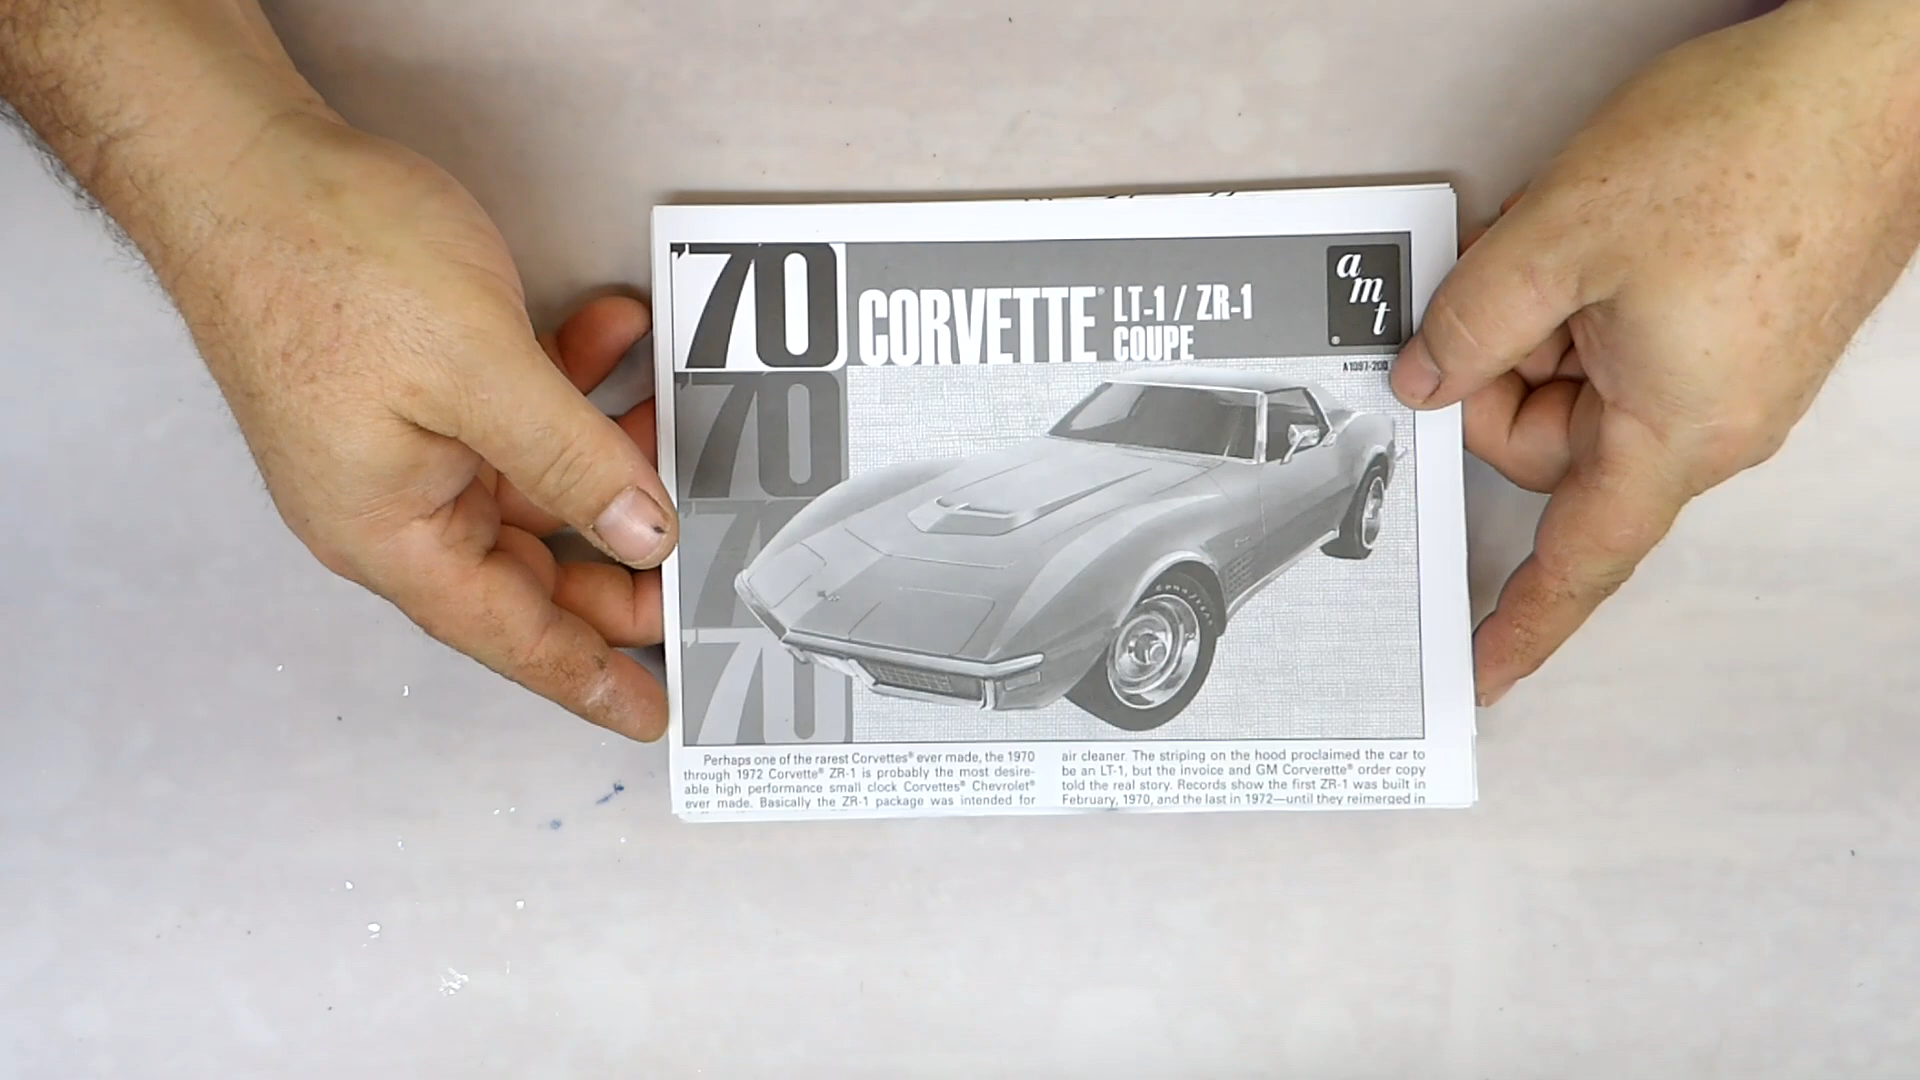 '70
CORVETTE® LT-1 / ZR-1
COUPE
amt
®
A1097-200
'70
'7
'70
GOODYEAR
Perhaps one of the rarest Corvettes® ever made, the 1970
through 1972 Corvette® ZR-1 is probably the most desire-
able high performance small clock Corvettes® Chevrolet®
ever made. Basically the ZR-1 package was intended for
air cleaner. The striping on the hood proclaimed the car to
be an LT-1, but the invoice and GM Corverette® order copy
told the real story. Records show the first ZR-1 was built in
February, 1970, and the last in 1972—until they reimerged in